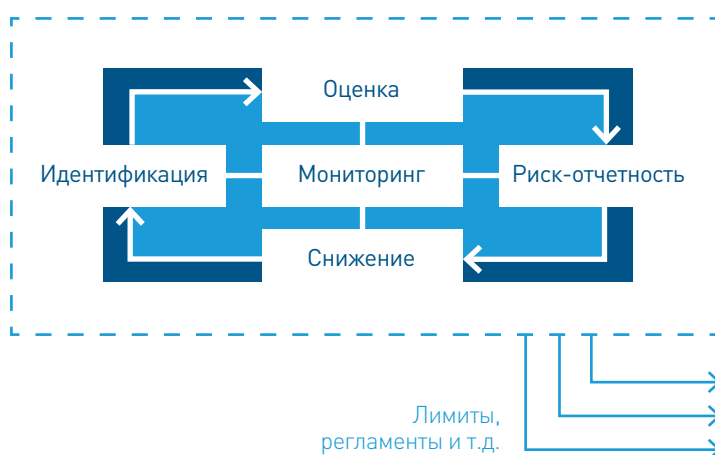 Оценка
Идентификация
Мониторинг
Риск-отчетность
Снижение
Лимиты,
регламенты и т.д.